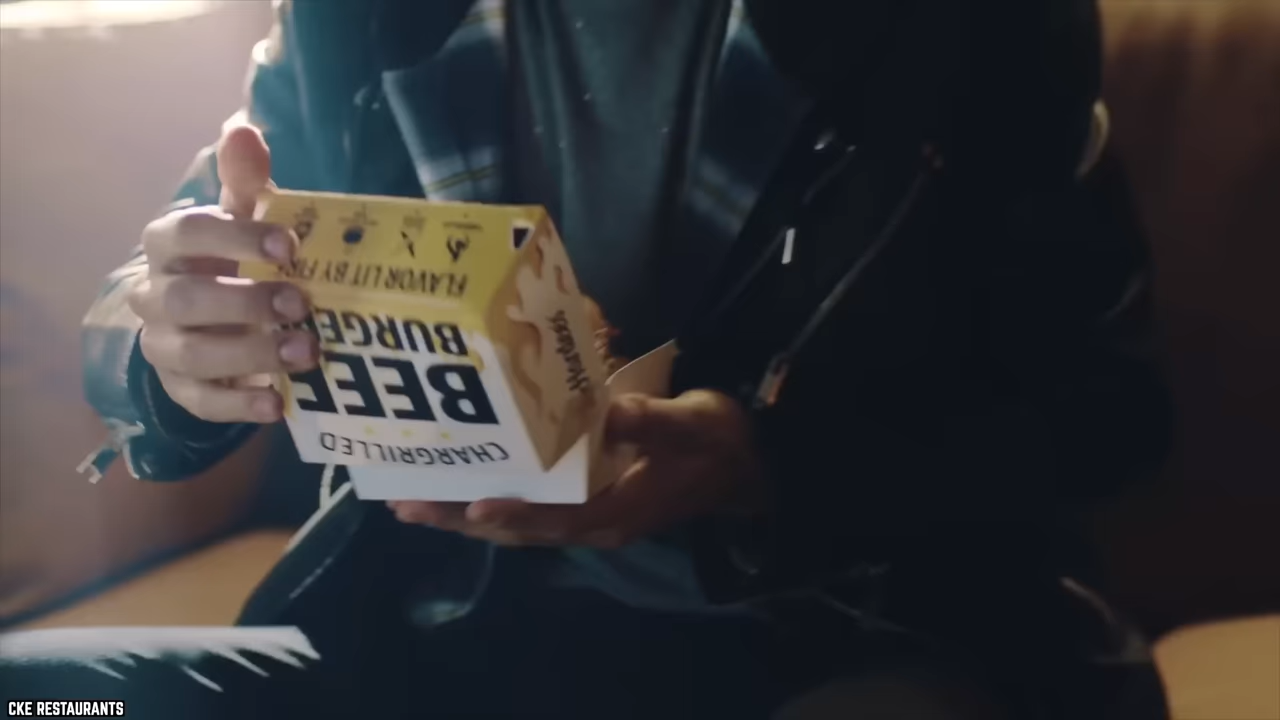 CHARGRILLED
BEEF
BURGER
FLAVOR LIT BY FIRE
Hardee's
CKE RESTAURANTS